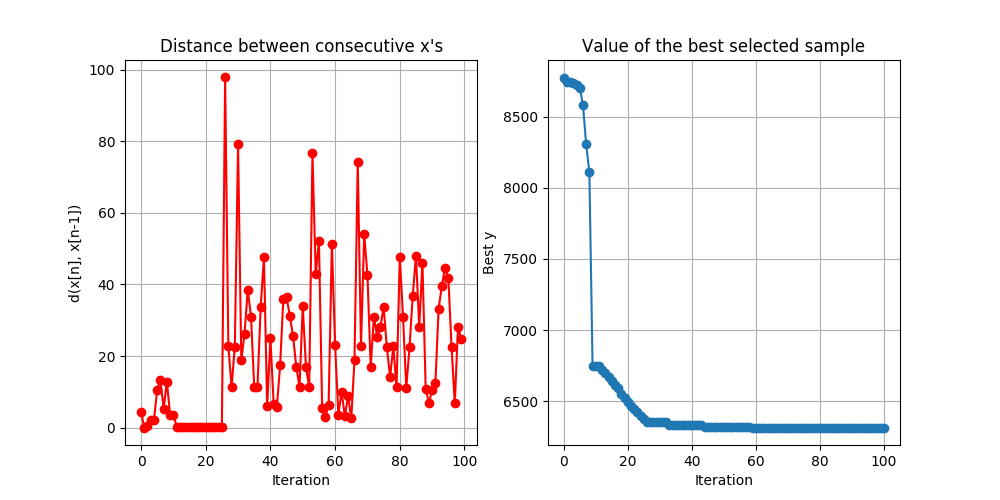 Distance between consecutive x's
100
80
60
40
20
0
d(x[n], x[n-1])
0 20 40 60 80 100
Iteration
Value of the best selected sample
8500
8000
7500
7000
6500
Best y
0 20 40 60 80 100
Iteration